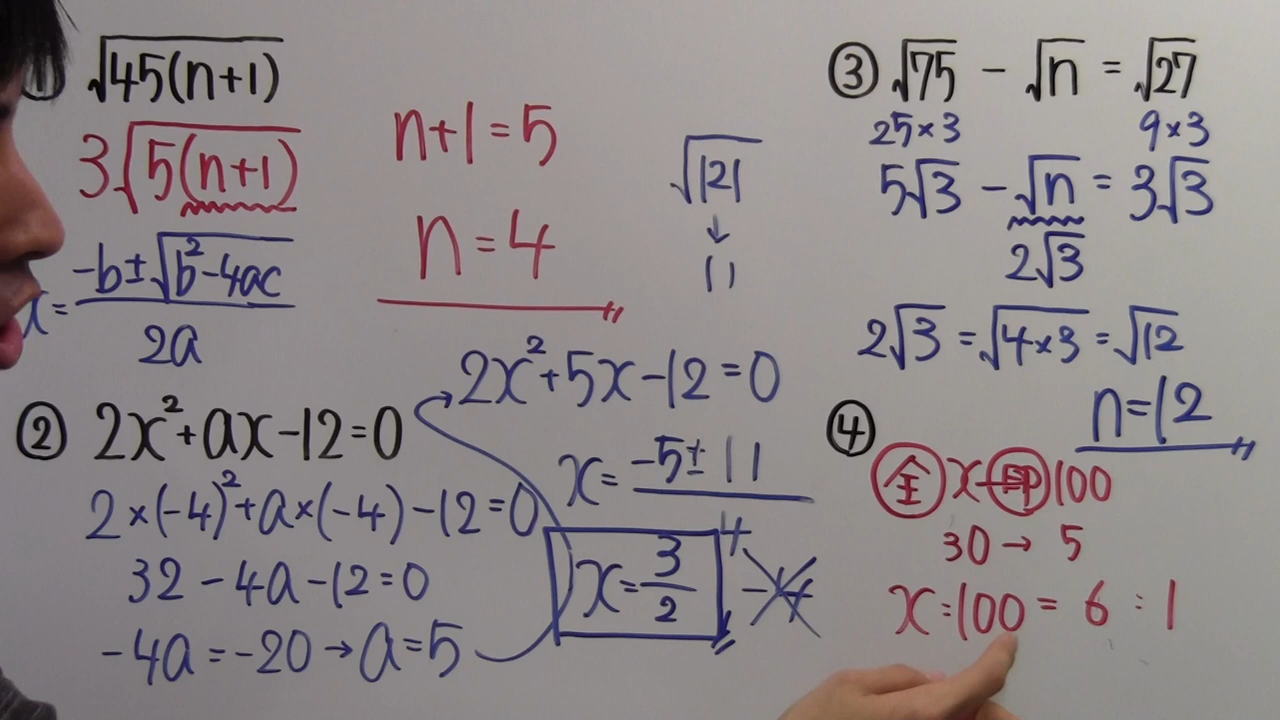 ① √45(n+1)
3√5(n+1)
n+1=5
n=4
√121
↓
11
x = (-b±√b²-4ac)/2a
② 2x²+ax-12=0
2×(-4)²+a×(-4)-12=0
32-4a-12=0
-4a=-20→a=5
2x²+5x-12=0
x = (-5±11)/4
x=3/2
-4
③ √75 - √n = √27
25×3 9×3
5√3 - √n = 3√3
2√3
2√3 = √4×3 = √12
n=12
④
全 x 印 100
30→5
x:100=6:1